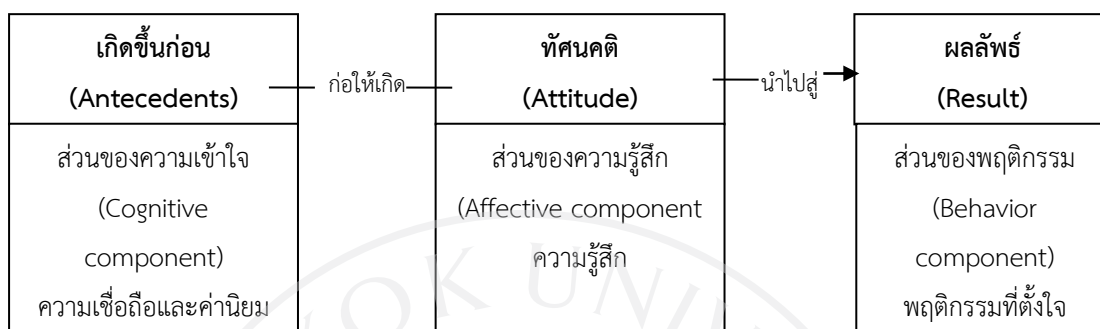 เกิดขึ้นก่อน
(Antecedents)
ก่อให้เกิด
ทัศนคติ
(Attitude)
นำไปสู่
ผลลัพธ์
(Result)
ส่วนของความเข้าใจ
(Cognitive
component)
ความเชื่อถือและค่านิยม
ส่วนของความรู้สึก
(Affective component
ความรู้สึก
ส่วนของพฤติกรรม
(Behavior
component)
พฤติกรรมที่ตั้งใจ